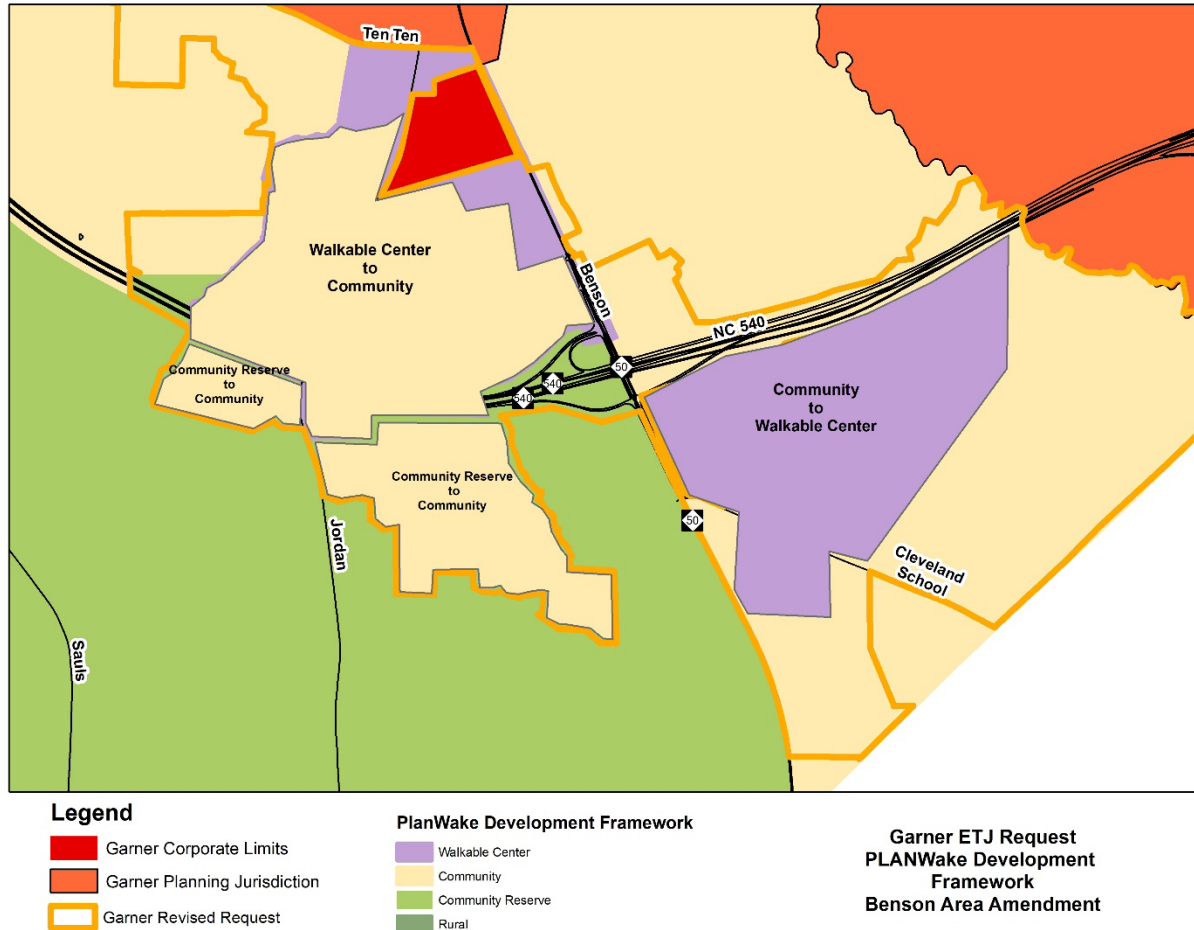 Ten Ten
Walkable Center
to
Community
Benson
NC 540
50
540
540
Community Reserve
to
Community
Community
to
Walkable Center
Community Reserve
to
Community
50
Jordan
Cleveland
School
Sauls
Legend
Garner Corporate Limits
Garner Planning Jurisdiction
Garner Revised Request
PlanWake Development Framework
Walkable Center
Community
Community Reserve
Rural
Garner ETJ Request
PLANWake Development
Framework
Benson Area Amendment